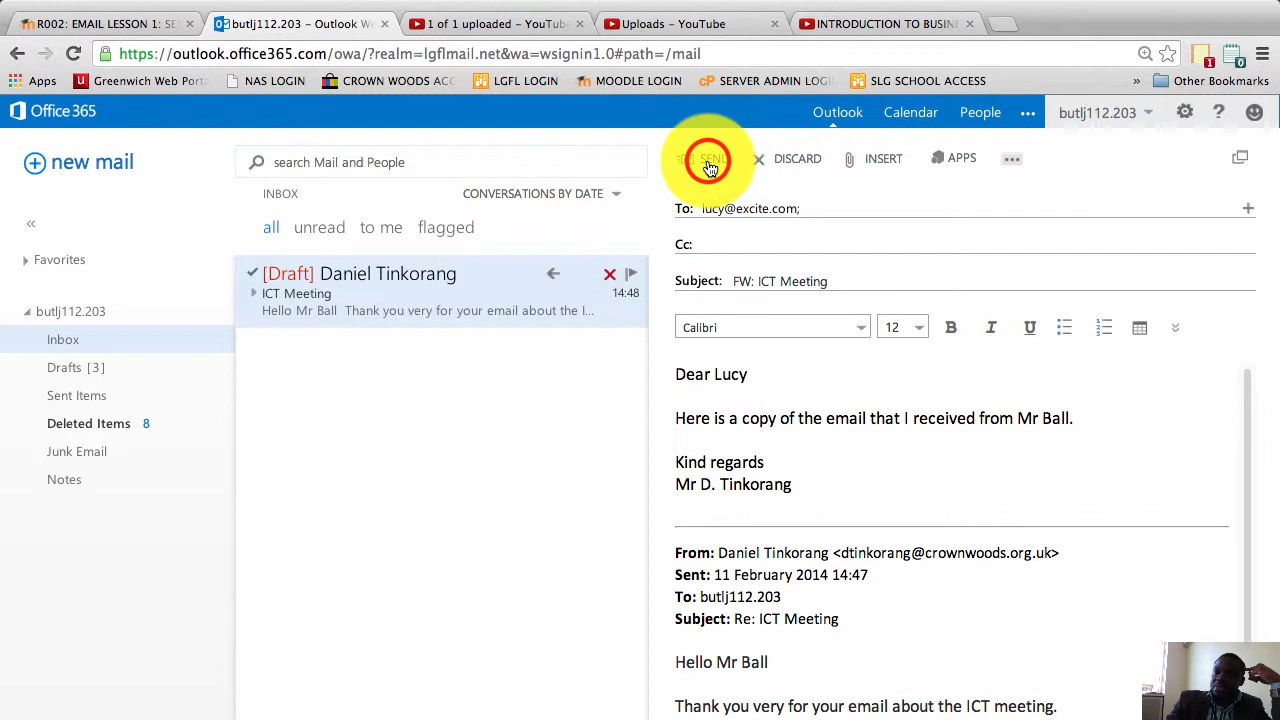 R002: EMAIL LESSON 1: SE
butlj112.203 – Outlook We
1 of 1 uploaded – YouTube
Uploads – YouTube
INTRODUCTION TO BUSINE
https://outlook.office365.com/owa/?realm=lgflmail.net&wa=wsignin1.0#path=/mail
Apps
Greenwich Web Port
NAS LOGIN
CROWN WOODS ACC
LGFL LOGIN
MOODLE LOGIN
SERVER ADMIN LOG
SLG SCHOOL ACCESS
»
Other Bookmarks
1
0
Office 365
Outlook
Calendar
People
•••
butlj112.203
?
new mail
search Mail and People
SEND
DISCARD
INSERT
APPS
•••
INBOX
CONVERSATIONS BY DATE
all
unread
to me
flagged
«
Favorites
butlj112.203
Inbox
Drafts [3]
Sent Items
Deleted Items 8
Junk Email
Notes
[Draft] Daniel Tinkorang
ICT Meeting
14:48
Hello Mr Ball Thank you very for your email about the I...
To: lucy@excite.com;
Cc:
Subject: FW: ICT Meeting
Calibri
12
B
I
U
Dear Lucy
Here is a copy of the email that I received from Mr Ball.
Kind regards
Mr D. Tinkorang
From: Daniel Tinkorang <dtinkorang@crownwoods.org.uk>
Sent: 11 February 2014 14:47
To: butlj112.203
Subject: Re: ICT Meeting
Hello Mr Ball
Thank you very for your email about the ICT meeting.